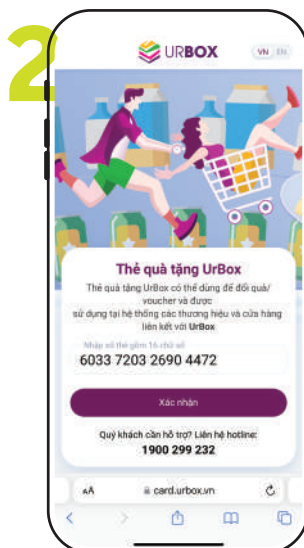 2
URBOX
VN EN
Thẻ quà tặng UrBox
Thẻ quà tặng UrBox có thể dùng để đổi quà/
voucher và được
sử dụng tại hệ thống các thương hiệu và cửa hàng
liên kết với UrBox
Nhập số thẻ gồm 16 chữ số
6033 7203 2690 4472
Xác nhận
Quý khách cần hỗ trợ? Liên hệ hotline:
1900 299 232
AA card.urbox.vn